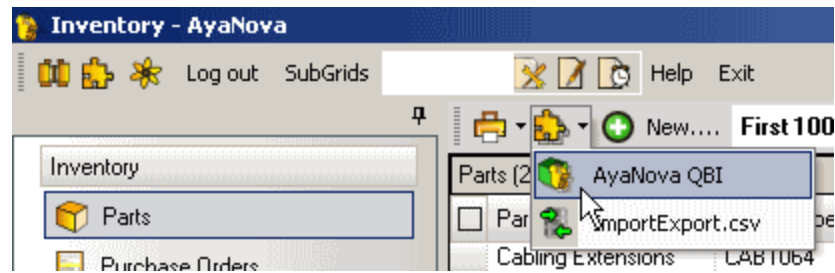 Inventory - AyaNova
Log out SubGrids Help Exit
New.... First 100
Inventory
Parts (2
AyaNova QBI
Parts
Par
ImportExport.csv
Cabling Extensions CAB1064
Purchase Orders